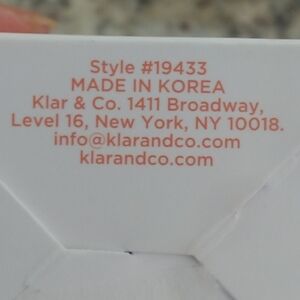 Style #19433
MADE IN KOREA
Klar & Co. 1411 Broadway,
Level 16, New York, NY 10018.
info@klarandco.com
klarandco.com